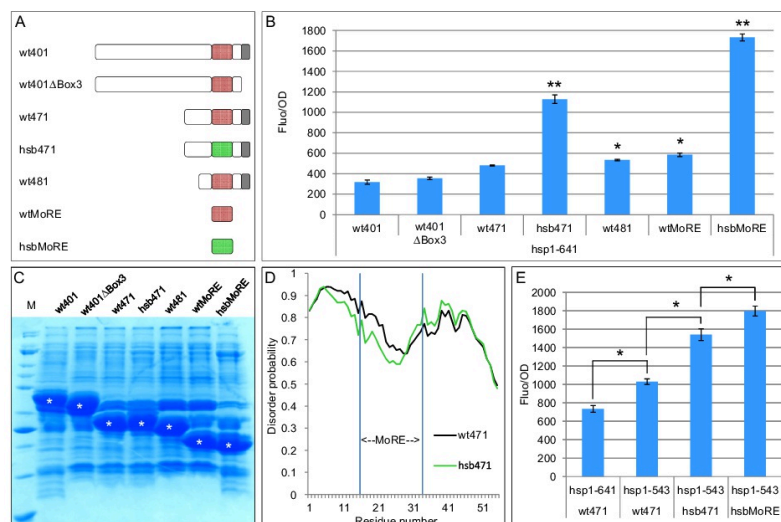 A
wt401
wt401ΔBox3
wt471
hsb471
wt481
wtMoRE
hsbMoRE
B
Fluo/OD
1800
1600
1400
1200
1000
800
600
400
200
0
** ** * *
wt401 wt401 ΔBox3 wt471 hsb471 wt481 wtMoRE hsbMoRE
hsp1-641
C
M wt401 wt401ΔBox3 wt471 hsb471 wt481 wtMoRE hsbMoRE
* * * * * * *
D
Disorder probability
1
0.9
0.8
0.7
0.6
0.5
0.4
0.3
0.2
0.1
0
<--MoRE-->
wt471
hsb471
1 11 21 31 41 51
Residue number
E
Fluo/OD
2000
1800
1600
1400
1200
1000
800
600
400
200
0
* * *
hsp1-641 hsp1-543 hsp1-543 hsp1-543
wt471 wt471 hsb471 hsbMoRE